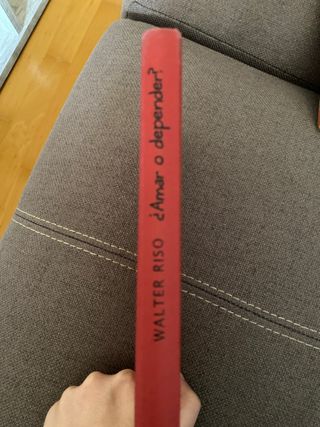 WALTER RISO ¿Amar o depender?